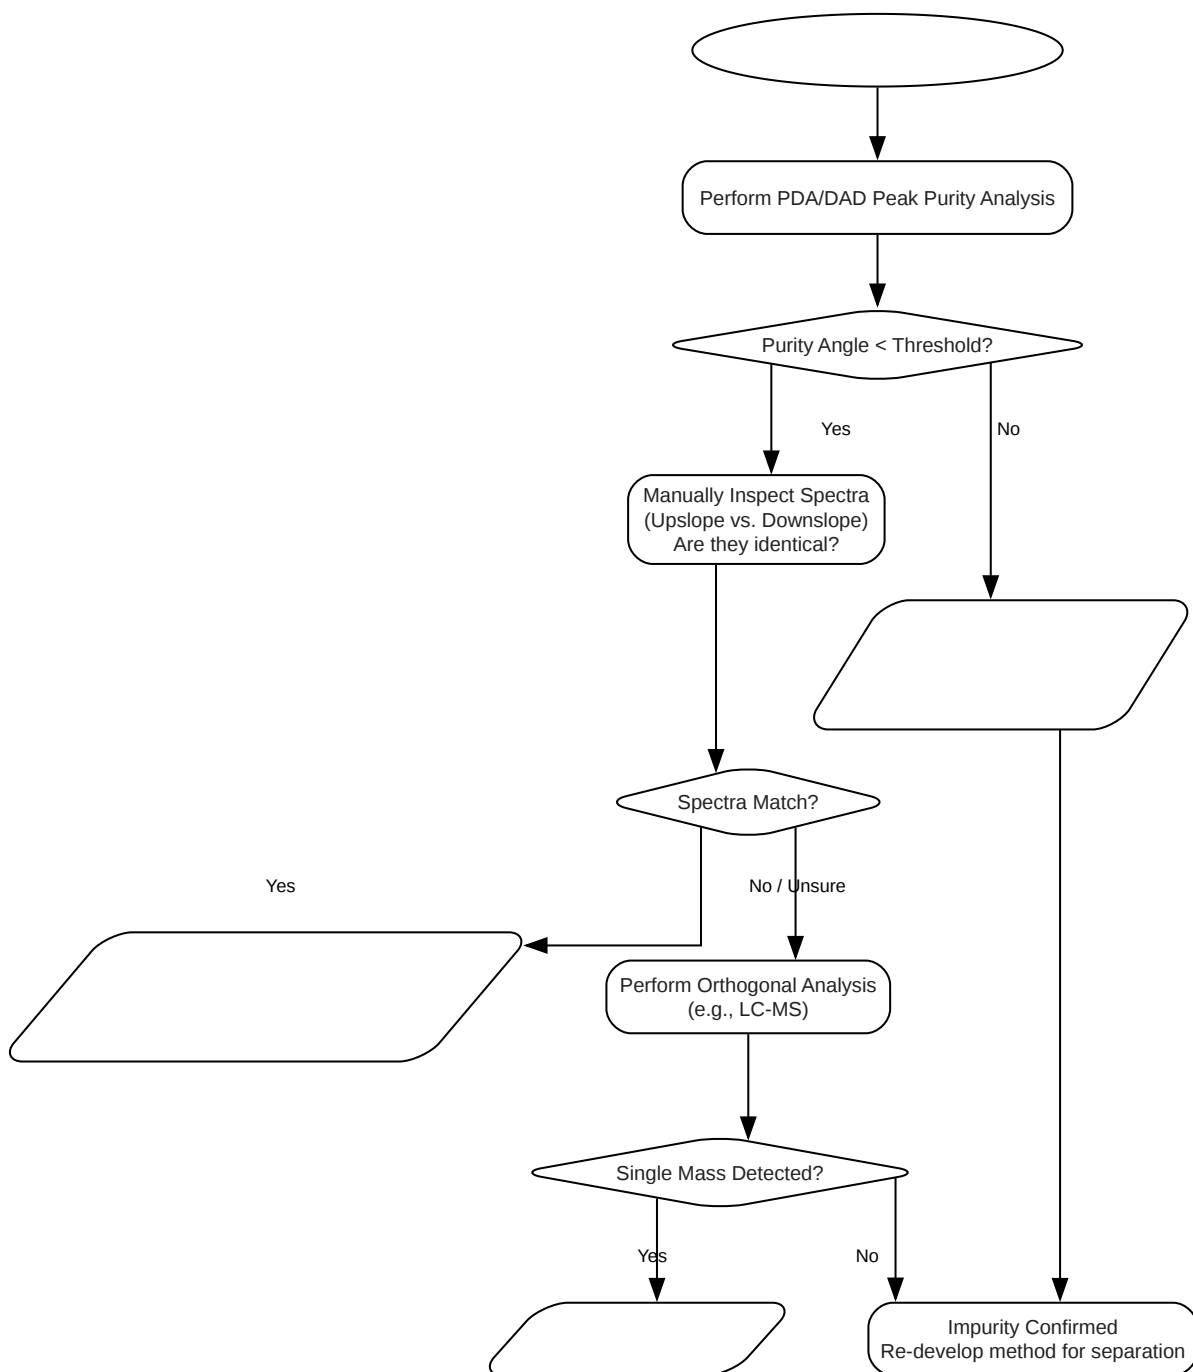 Perform PDA/DAD Peak Purity Analysis
Purity Angle < Threshold?
Yes
No
Manually Inspect Spectra
(Upslope vs. Downslope)
Are they identical?
Spectra Match?
Yes
No / Unsure
Perform Orthogonal Analysis
(e.g., LC-MS)
Single Mass Detected?
Yes
No
Impurity Confirmed
Re-develop method for separation